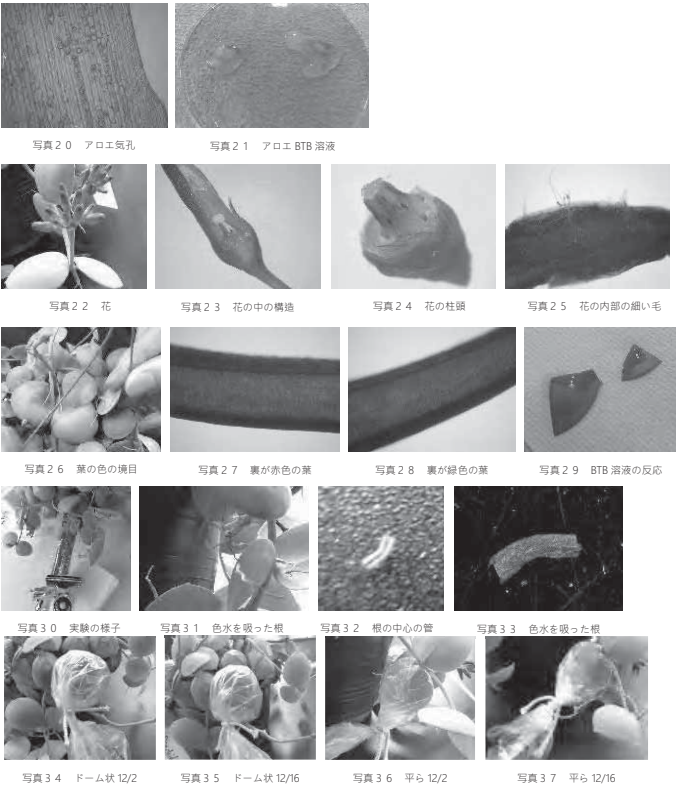 写真２０　アロエ気孔
写真２１　アロエ BTB 溶液
写真２２　花
写真２３　花の中の構造
写真２４　花の柱頭
写真２５　花の内部の細い毛
写真２６　葉の色の境目
写真２７　裏が赤色の葉
写真２８　裏が緑色の葉
写真２９　BTB 溶液の反応
写真３０　実験の様子
写真３１　色水を吸った根
写真３２　根の中心の管
写真３３　色水を吸った根
写真３４　ドーム状 12/2
写真３５　ドーム状 12/16
写真３６　平ら 12/2
写真３７　平ら 12/16